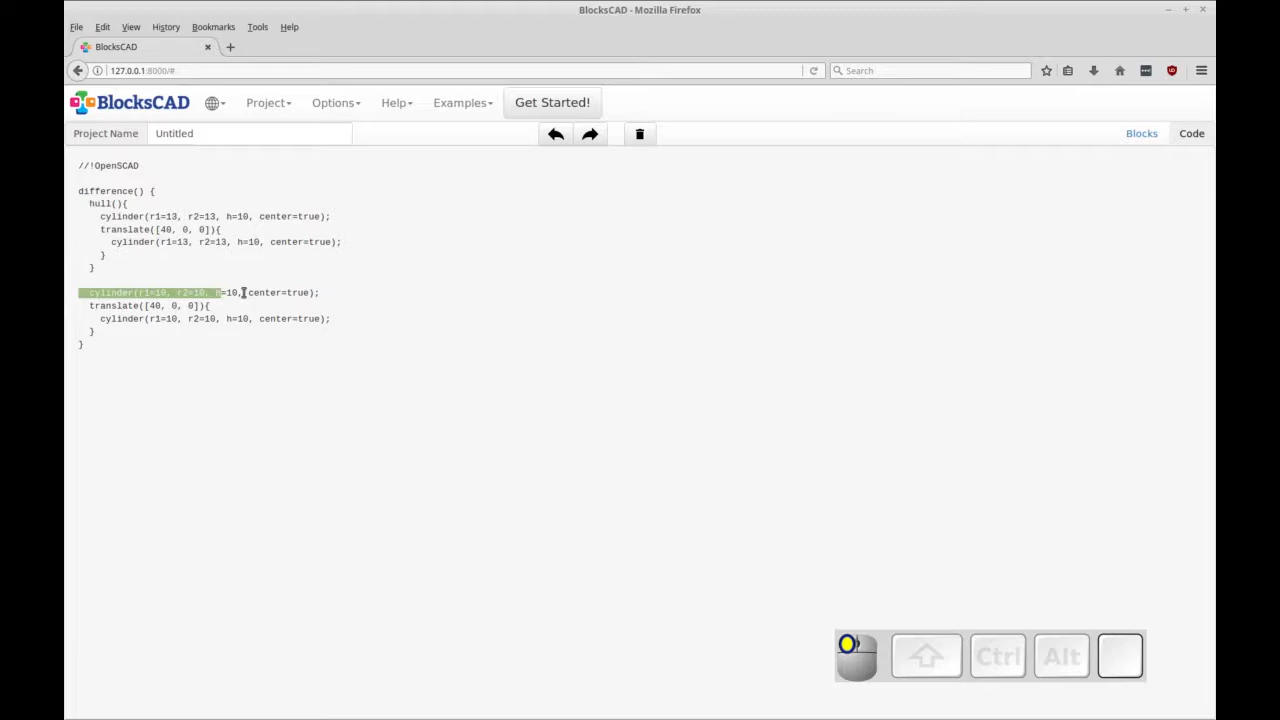 BlocksCAD - Mozilla Firefox
File Edit View History Bookmarks Tools Help
BlocksCAD
127.0.0.1:8000/#
Search
BlocksCAD Project Options Help Examples Get Started!
Project Name Untitled Blocks Code
//!OpenSCAD
difference() {
hull(){
cylinder(r1=13, r2=13, h=10, center=true);
translate([40, 0, 0]){
cylinder(r1=13, r2=13, h=10, center=true);
}
}
cylinder(r1=10, r2=10, h=10, center=true);
translate([40, 0, 0]){
cylinder(r1=10, r2=10, h=10, center=true);
}
}
Ctrl Alt